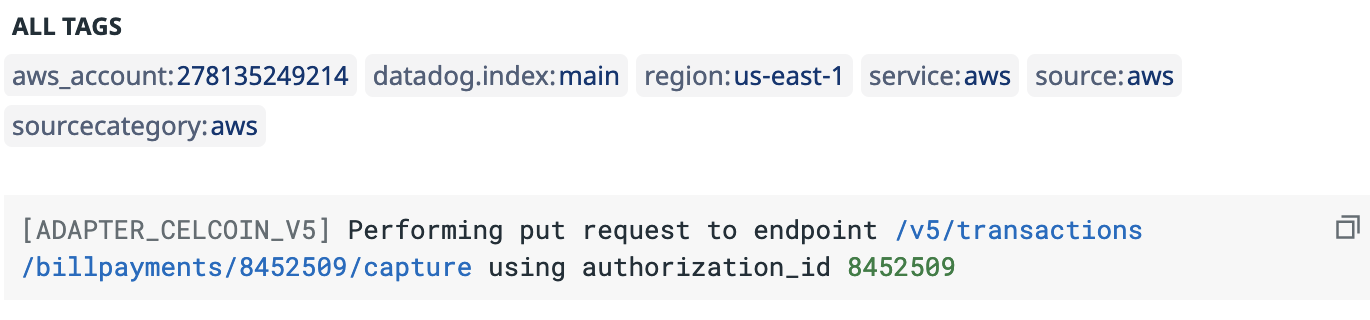 ALL TAGS
aws_account:278135249214 datadog.index:main region:us-east-1 service:aws source:aws
sourcecategory:aws
[ADAPTER_CELCOIN_V5] Performing put request to endpoint /v5/transactions
/billpayments/8452509/capture using authorization_id 8452509